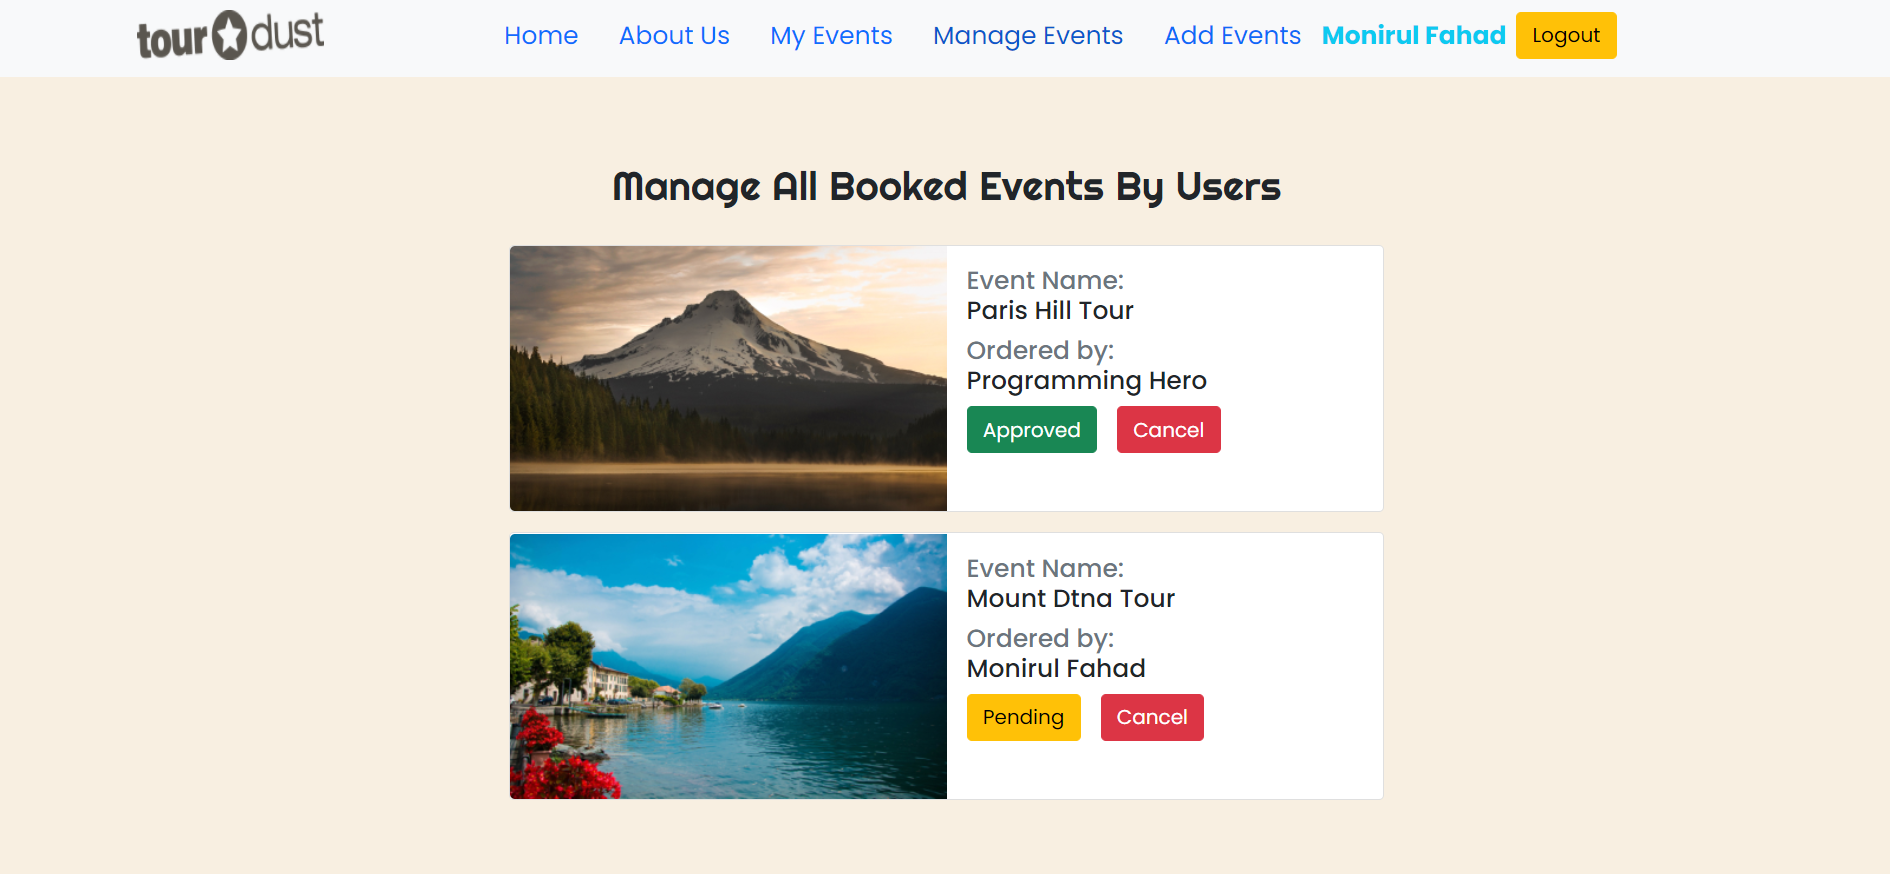 tour dust
Home About Us My Events Manage Events Add Events Monirul Fahad Logout
Manage All Booked Events By Users
Event Name:
Paris Hill Tour
Ordered by:
Programming Hero
Approved Cancel
Event Name:
Mount Dtna Tour
Ordered by:
Monirul Fahad
Pending Cancel